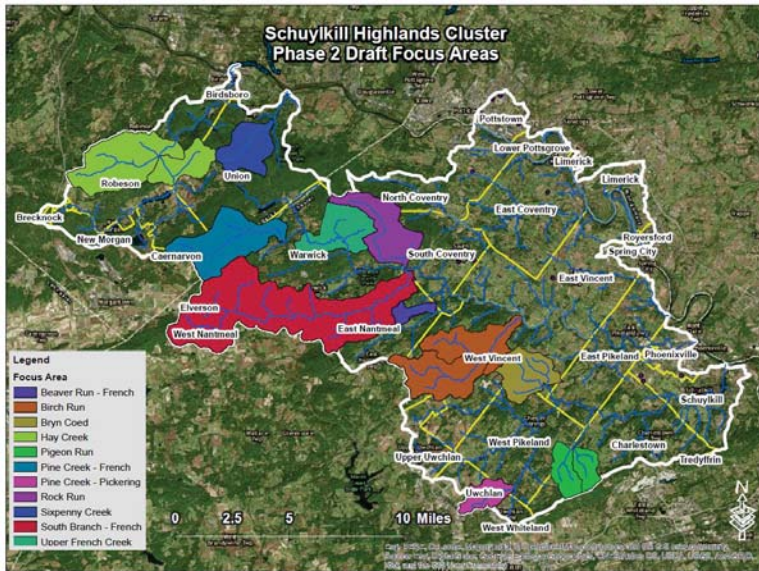 Schuylkill Highlands Cluster
Phase 2 Draft Focus Areas
Birdsboro
Pottstown
Lower Pottsgrove
Limerick
Limerick
Union
Robeson
North Coventry
East Coventry
Royersford
Brecknock
New Morgan
Spring City
Caernarvon
Warwick
South Coventry
East Vincent
Elverson
West Nantmeal
East Nantmeal
West Vincent
East Pikeland
Phoenixville
Schuylkill
West Pikeland
Charlestown
Upper Uwchlan
Tredyffrin
Uwchlan
West Whiteland
Legend
Focus Area
Beaver Run - French
Birch Run
Bryn Coed
Hay Creek
Pigeon Run
Pine Creek - French
Pine Creek - Pickering
Rock Run
Sixpenny Creek
South Branch - French
Upper French Creek
0 2.5 5 10 Miles
N